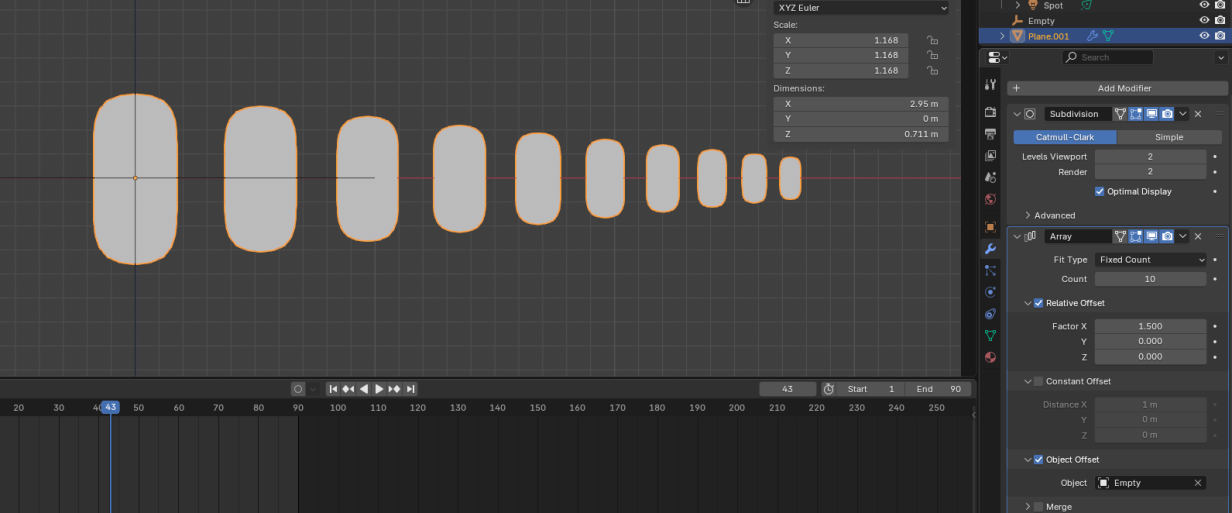 XYZ Euler
Scale:
X 1.168
Y 1.168
Z 1.168
Dimensions:
X 2.95 m
Y 0 m
Z 0.711 m
43 Start 1 End 90
20 30 43 50 60 70 80 90 100 110 120 130 140 150 160 170 180 190 200 210 220 230 240 250
Spot
Empty
Plane.001
Search
+ Add Modifier
Subdivision
Catmull-Clark Simple
Levels Viewport 2
Render 2
Optimal Display
Advanced
Array
Fit Type Fixed Count
Count 10
Relative Offset
Factor X 1.500
Y 0.000
Z 0.000
Constant Offset
Distance X 1 m
Y 0 m
Z 0 m
Object Offset
Object Empty
Merge